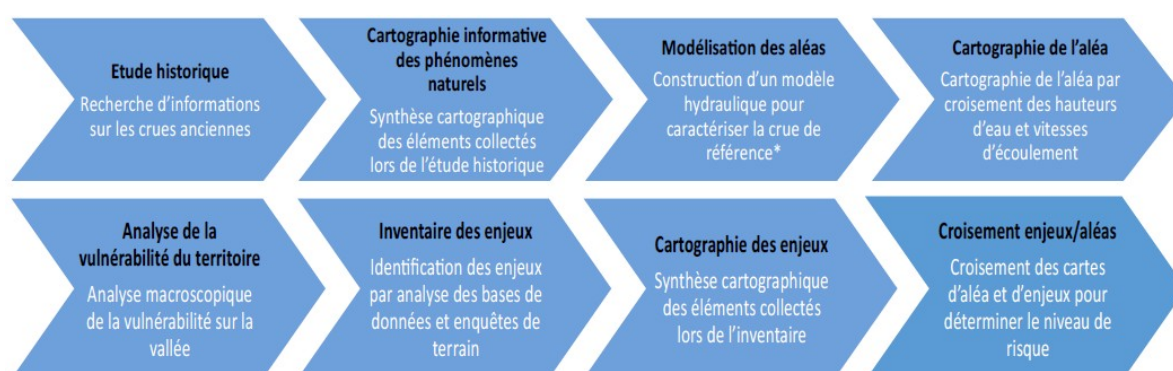 Etude historique
Recherche d'informations
sur les crues anciennes
Cartographie informative
des phénomènes
naturels
Synthèse cartographique
des éléments collectés
lors de l'étude historique
Modélisation des aléas
Construction d'un modèle
hydraulique pour
caractériser la crue de
référence*
Cartographie de l'aléa
Cartographie de l'aléa par
croisement des hauteurs
d'eau et vitesses
d'écoulement
Analyse de la
vulnérabilité du territoire
Analyse macroscopique
de la vulnérabilité sur la
vallée
Inventaire des enjeux
Identification des enjeux
par analyse des bases de
données et enquêtes de
terrain
Cartographie des enjeux
Synthèse cartographique
des éléments collectés
lors de l'inventaire
Croisement enjeux/aléas
Croisement des cartes
d'aléa et d'enjeux pour
déterminer le niveau de
risque